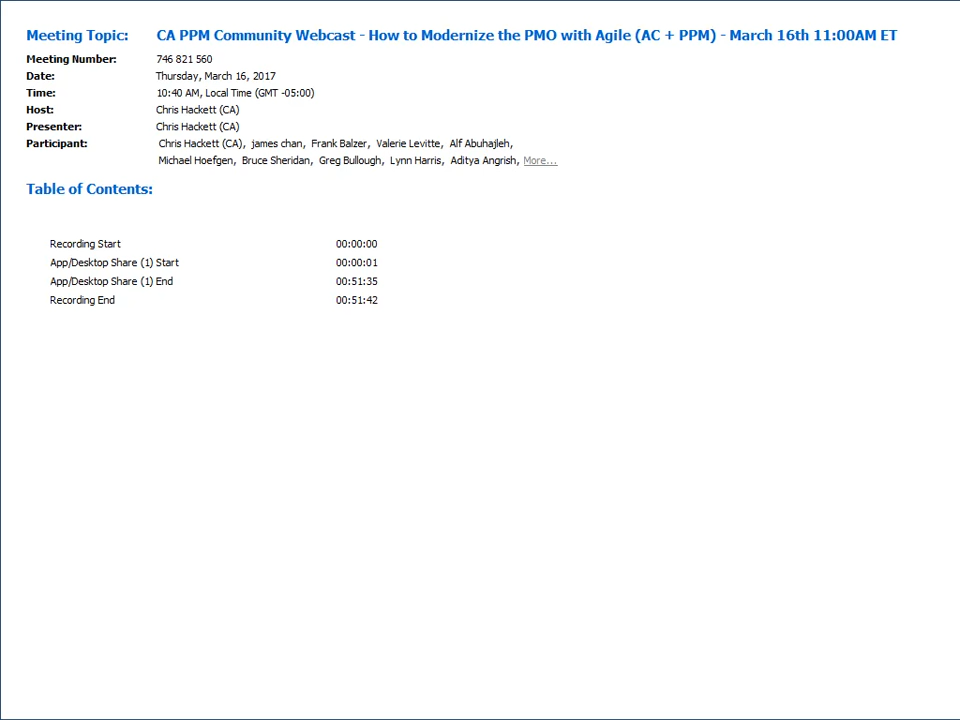 Meeting Topic: CA PPM Community Webcast - How to Modernize the PMO with Agile (AC + PPM) - March 16th 11:00AM ET
Meeting Number: 746 821 560
Date: Thursday, March 16, 2017
Time: 10:40 AM, Local Time (GMT -05:00)
Host: Chris Hackett (CA)
Presenter: Chris Hackett (CA)
Participant: Chris Hackett (CA), james chan, Frank Balzer, Valerie Levitte, Alf Abuhajleh,
Michael Hoefgen, Bruce Sheridan, Greg Bullough, Lynn Harris, Aditya Angrish, More...
Table of Contents:
Recording Start 00:00:00
App/Desktop Share (1) Start 00:00:01
App/Desktop Share (1) End 00:51:35
Recording End 00:51:42